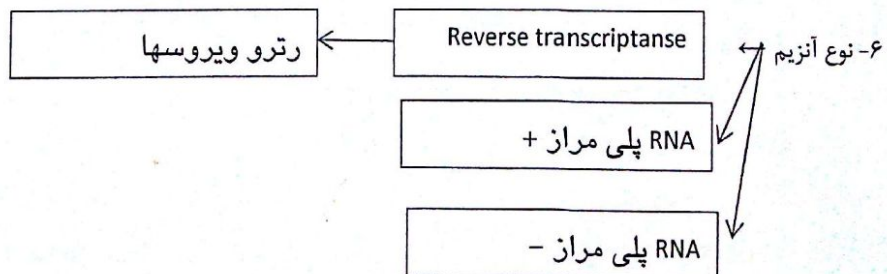 ۶- نوع آنزیم
Reverse transcriptanse
رترو ویروسها
RNA پلی مراز +
RNA پلی مراز –